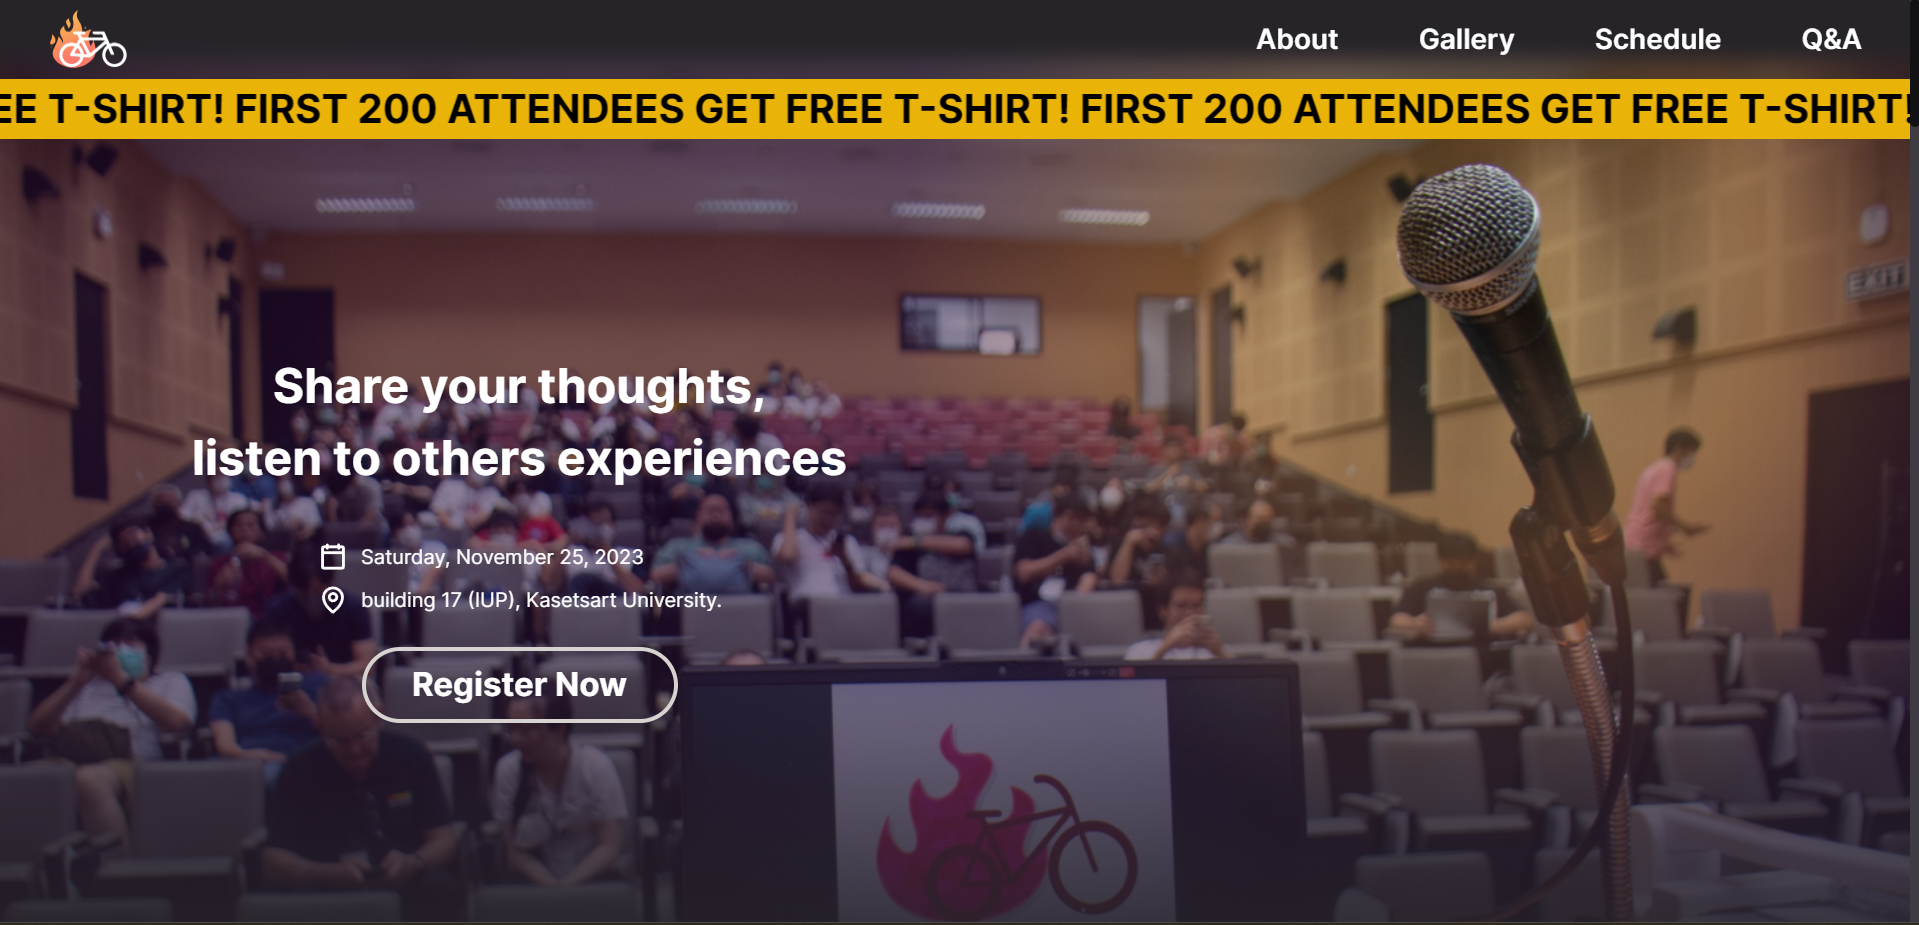 About Gallery Schedule Q&A
EE T-SHIRT! FIRST 200 ATTENDEES GET FREE T-SHIRT! FIRST 200 ATTENDEES GET FREE T-SHIRT!
EXIT
Share your thoughts,
listen to others experiences
Saturday, November 25, 2023
building 17 (IUP), Kasetsart University.
Register Now